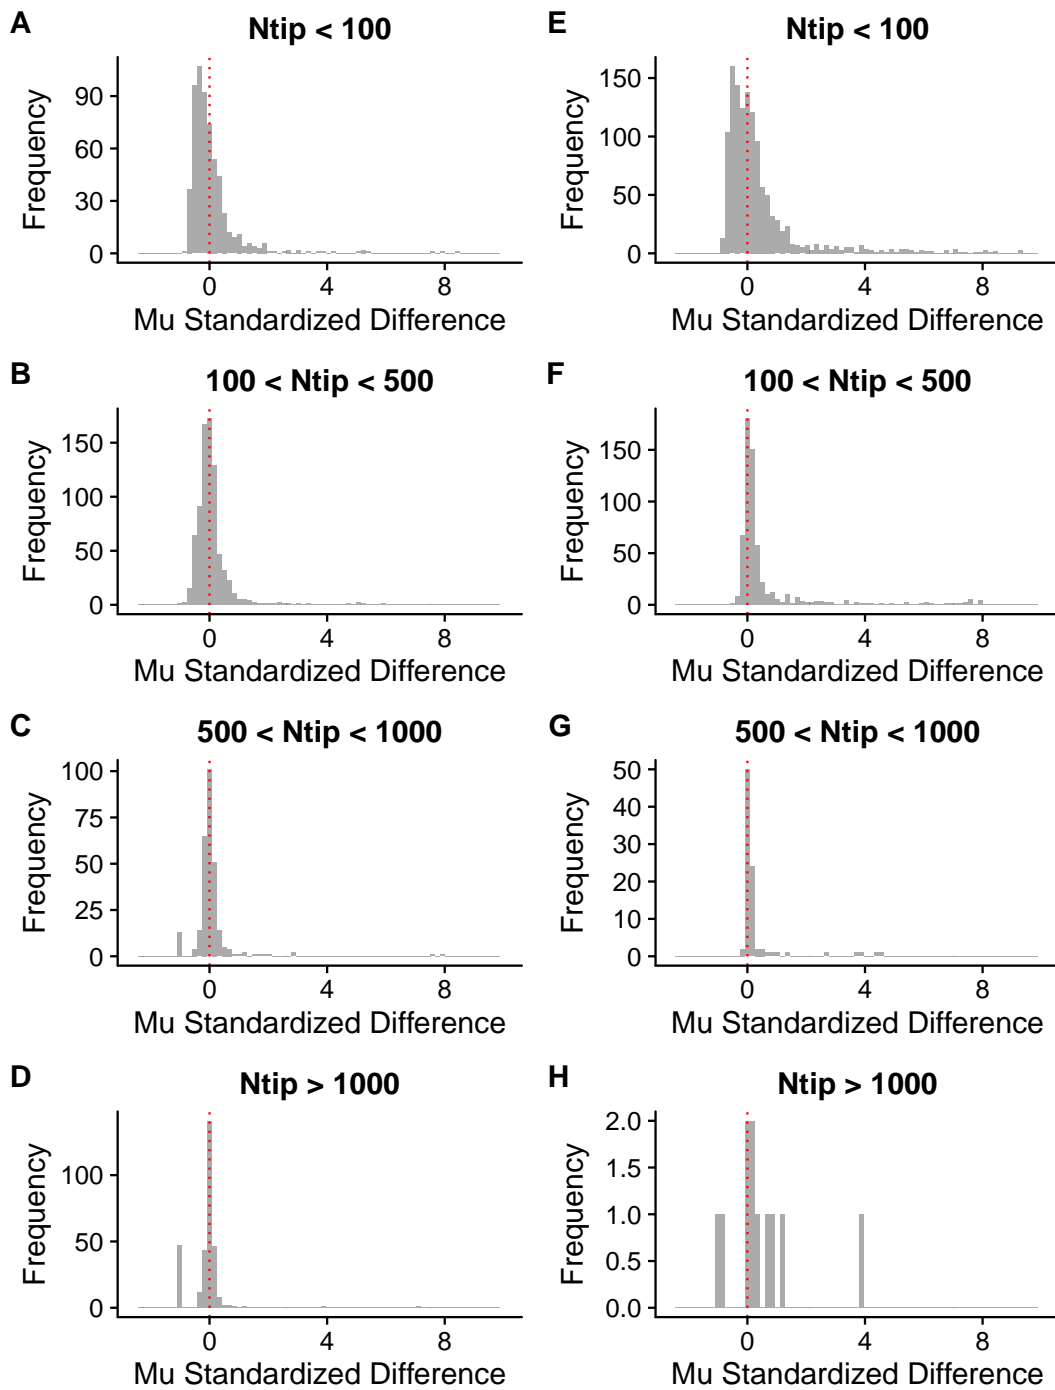 A
Ntip < 100
Frequency
90
60
30
0
0 4 8
Mu Standardized Difference
E
Ntip < 100
Frequency
150
100
50
0
0 4 8
Mu Standardized Difference
B
100 < Ntip < 500
Frequency
150
100
50
0
0 4 8
Mu Standardized Difference
F
100 < Ntip < 500
Frequency
150
100
50
0
0 4 8
Mu Standardized Difference
C
500 < Ntip < 1000
Frequency
100
75
50
25
0
0 4 8
Mu Standardized Difference
G
500 < Ntip < 1000
Frequency
50
40
30
20
10
0
0 4 8
Mu Standardized Difference
D
Ntip > 1000
Frequency
100
50
0
0 4 8
Mu Standardized Difference
H
Ntip > 1000
Frequency
2.0
1.5
1.0
0.5
0.0
0 4 8
Mu Standardized Difference